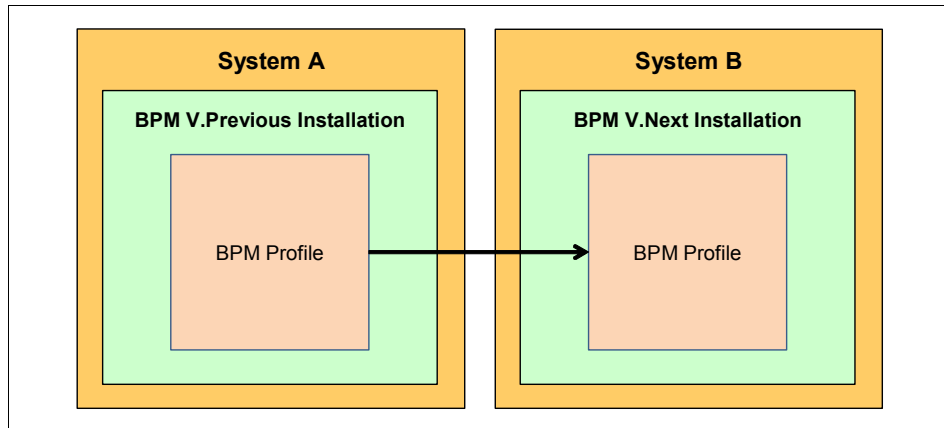 System A
BPM V.Previous Installation
BPM Profile
System B
BPM V.Next Installation
BPM Profile